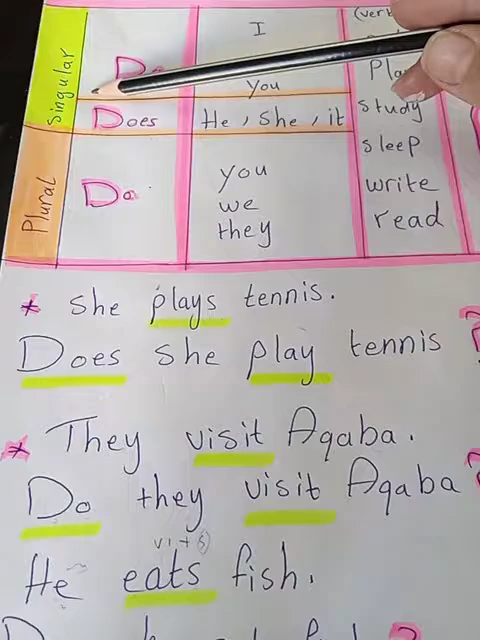 Singular
I
(verb
Do
You
Play
Does
He, She, it
study
sleep
Plural
Do
you
we
they
write
read
* She plays tennis.
Does she play tennis ?
* They visit Aqaba.
Do they visit Aqaba ?
v1 + s
He eats fish.